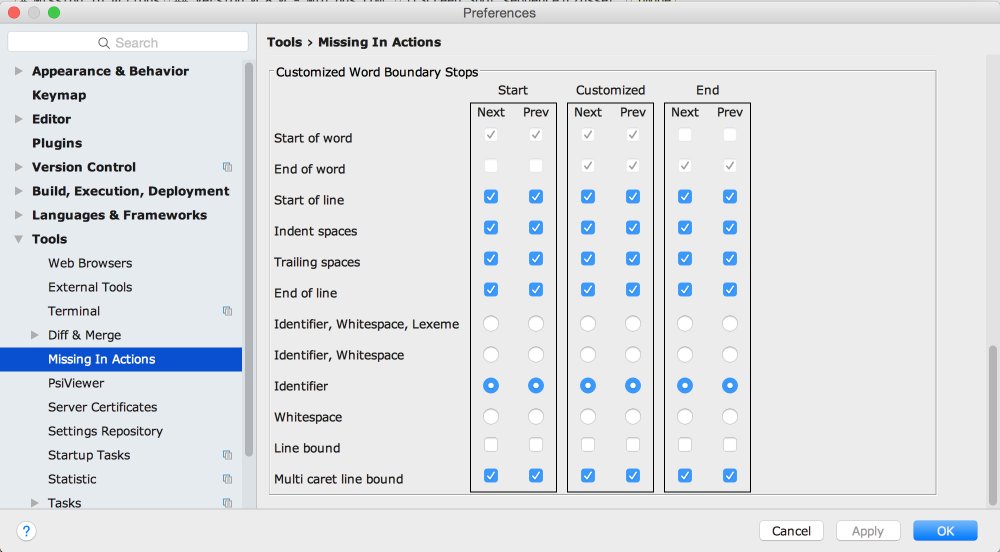 Preferences
Search
Tools › Missing In Actions
Appearance & Behavior
Keymap
Editor
Plugins
Version Control
Build, Execution, Deployment
Languages & Frameworks
Tools
Web Browsers
External Tools
Terminal
Diff & Merge
Missing In Actions
PsiViewer
Server Certificates
Settings Repository
Startup Tasks
Statistic
Tasks
Customized Word Boundary Stops
Start Customized End
Next Prev Next Prev Next Prev
Start of word
End of word
Start of line
Indent spaces
Trailing spaces
End of line
Identifier, Whitespace, Lexeme
Identifier, Whitespace
Identifier
Whitespace
Line bound
Multi caret line bound
?
Cancel Apply OK